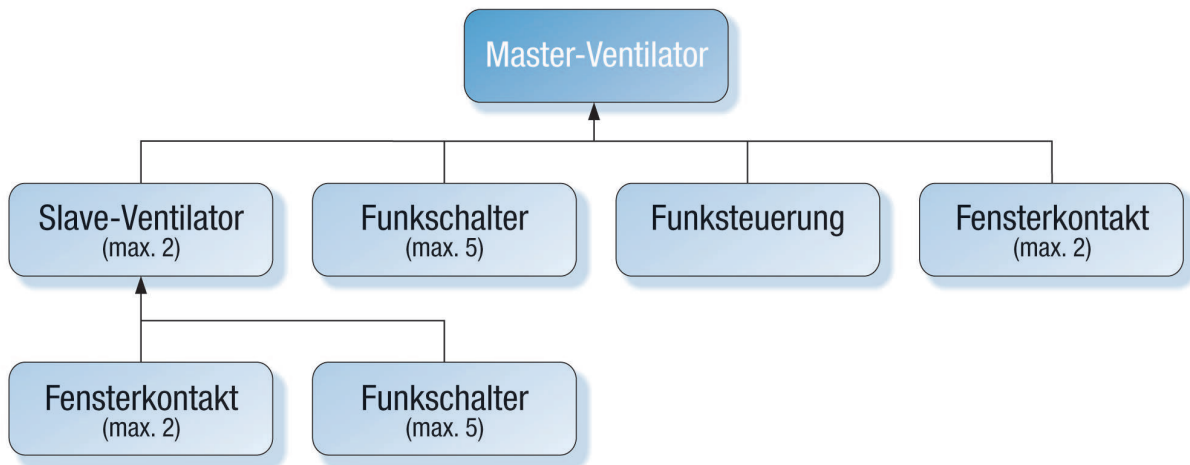 Master-Ventilator
Slave-Ventilator
(max. 2)
Funkschalter
(max. 5)
Funksteuerung
Fensterkontakt
(max. 2)
Fensterkontakt
(max. 2)
Funkschalter
(max. 5)